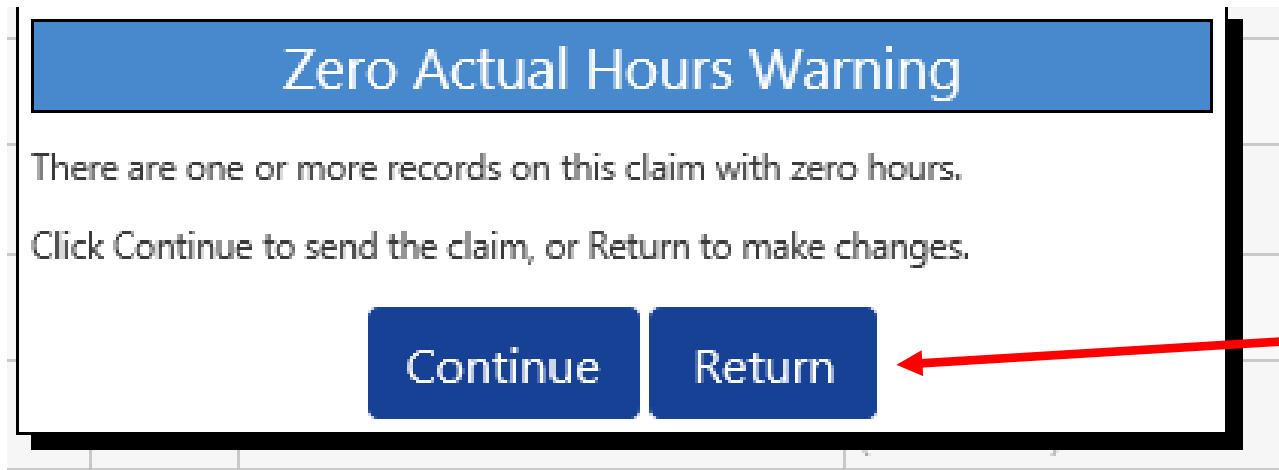 Zero Actual Hours Warning
There are one or more records on this claim with zero hours.
Click Continue to send the claim, or Return to make changes.
Continue Return